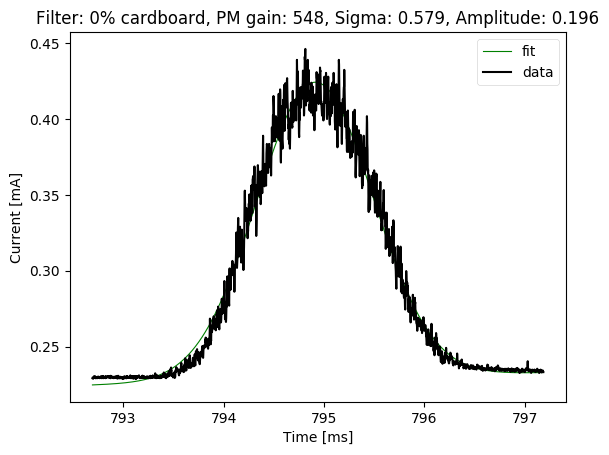 Filter: 0% cardboard, PM gain: 548, Sigma: 0.579, Amplitude: 0.196
fit
data
0.45
0.40
0.35
0.30
0.25
Current [mA]
793
794
795
796
797
Time [ms]